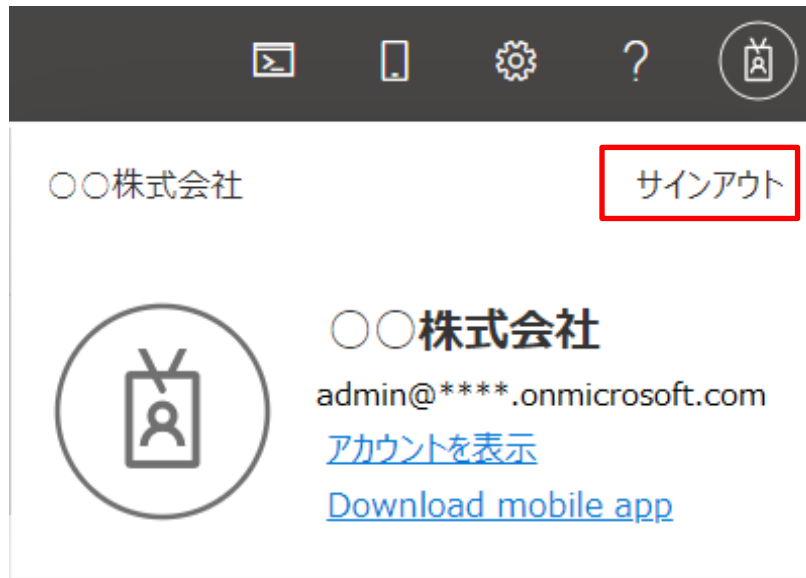 ○○株式会社
サインアウト
○○株式会社
admin@****.onmicrosoft.com
アカウントを表示
Download mobile app